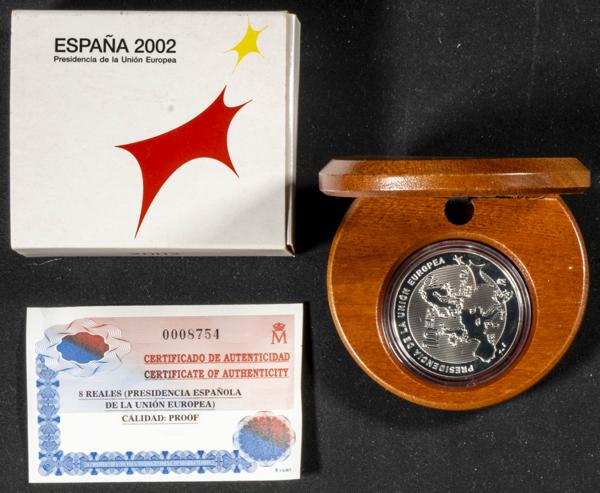 ESPAÑA 2002
Presidencia de la Unión Europea
0008754
M
CERTIFICADO DE AUTENTICIDAD
CERTIFICATE OF AUTHENTICITY
8 REALES (PRESIDENCIA ESPAÑOLA
DE LA UNIÓN EUROPEA)
CALIDAD: PROOF
PRESIDENCIA DE LA UNIÓN EUROPEA